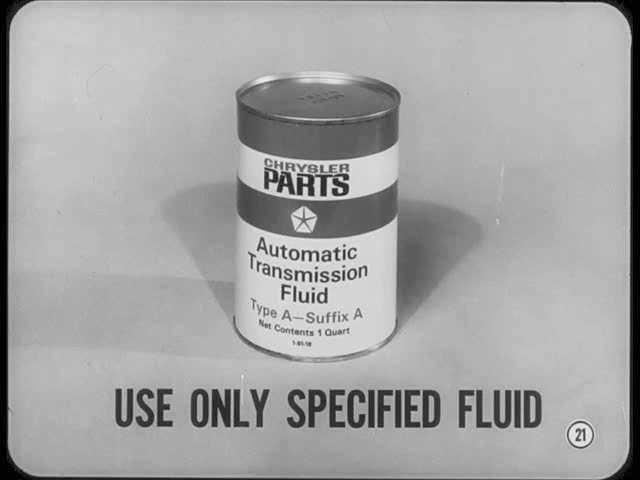 CHRYSLER
PARTS
Automatic
Transmission
Fluid
Type A—Suffix A
Net Contents 1 Quart
USE ONLY SPECIFIED FLUID
21